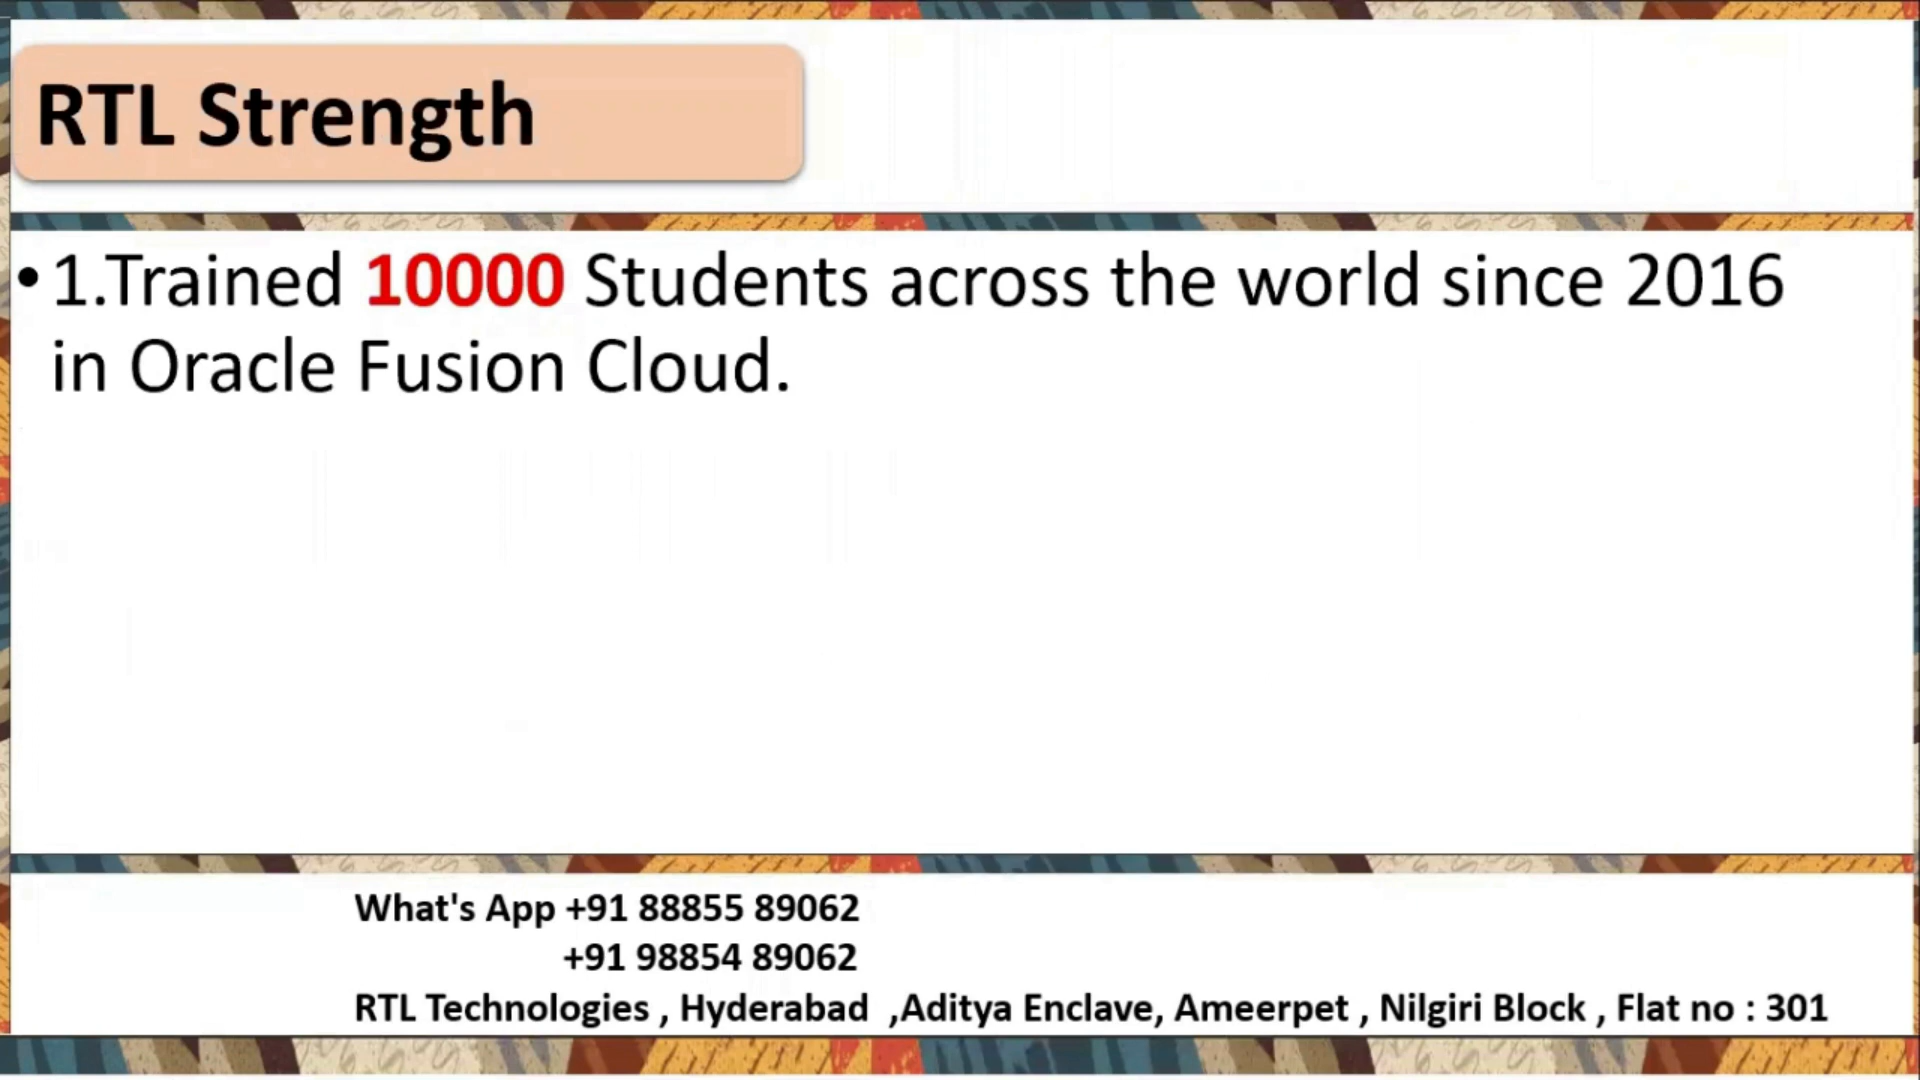 RTL Strength
• 1.Trained 10000 Students across the world since 2016
in Oracle Fusion Cloud.
What's App +91 88855 89062
+91 98854 89062
RTL Technologies , Hyderabad  ,Aditya Enclave, Ameerpet , Nilgiri Block , Flat no : 301